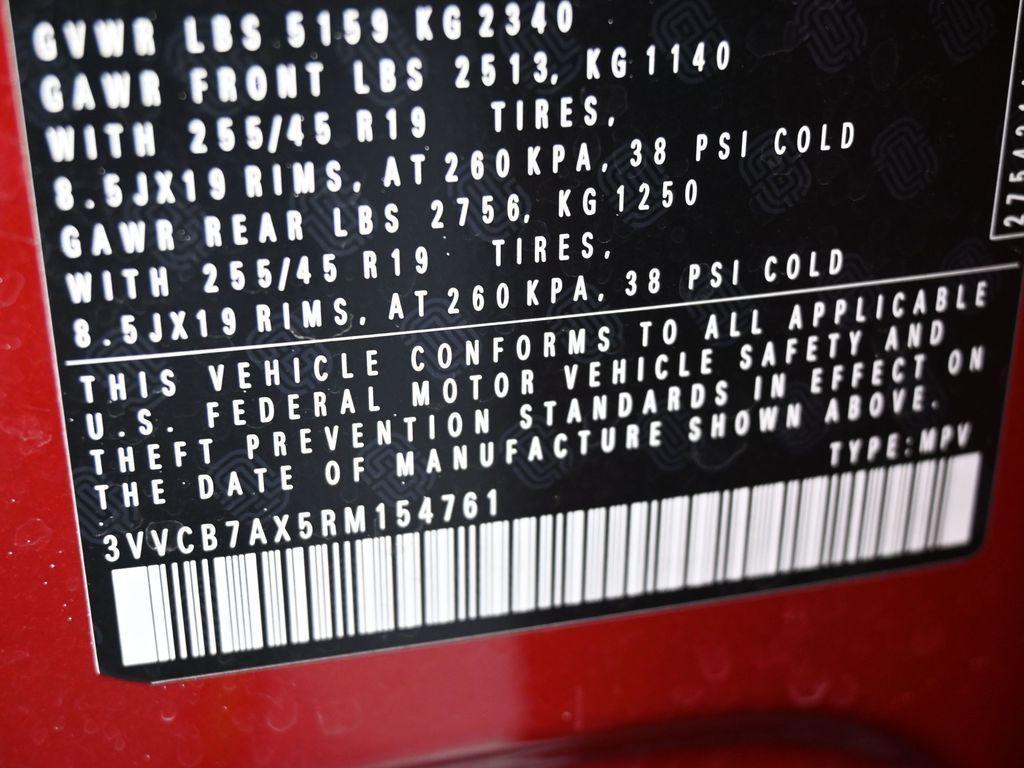 GVWR LBS 5159 KG 2340
GAWR FRONT LBS 2513, KG 1140
WITH 255/45 R19 TIRES,
8.5JX19 RIMS, AT 260 KPA, 38 PSI COLD
GAWR REAR LBS 2756, KG 1250
WITH 255/45 R19 TIRES,
8.5JX19 RIMS, AT 260 KPA, 38 PSI COLD
THIS VEHICLE CONFORMS TO ALL APPLICABLE
U.S. FEDERAL MOTOR VEHICLE SAFETY AND
THEFT PREVENTION STANDARDS IN EFFECT ON
THE DATE OF MANUFACTURE SHOWN ABOVE.
TYPE:MPV
3VVCB7AX5RM154761